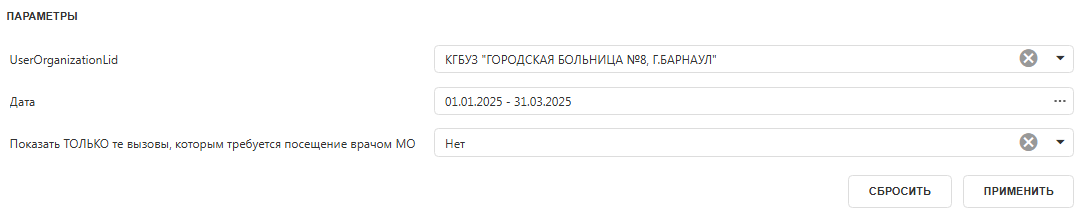 ПАРАМЕТРЫ
UserOrganizationLid
КГБУЗ "ГОРОДСКАЯ БОЛЬНИЦА №8, Г.БАРНАУЛ"
Дата
01.01.2025 - 31.03.2025
Показать ТОЛЬКО те вызовы, которым требуется посещение врачом МО
Нет
СБРОСИТЬ
ПРИМЕНИТЬ